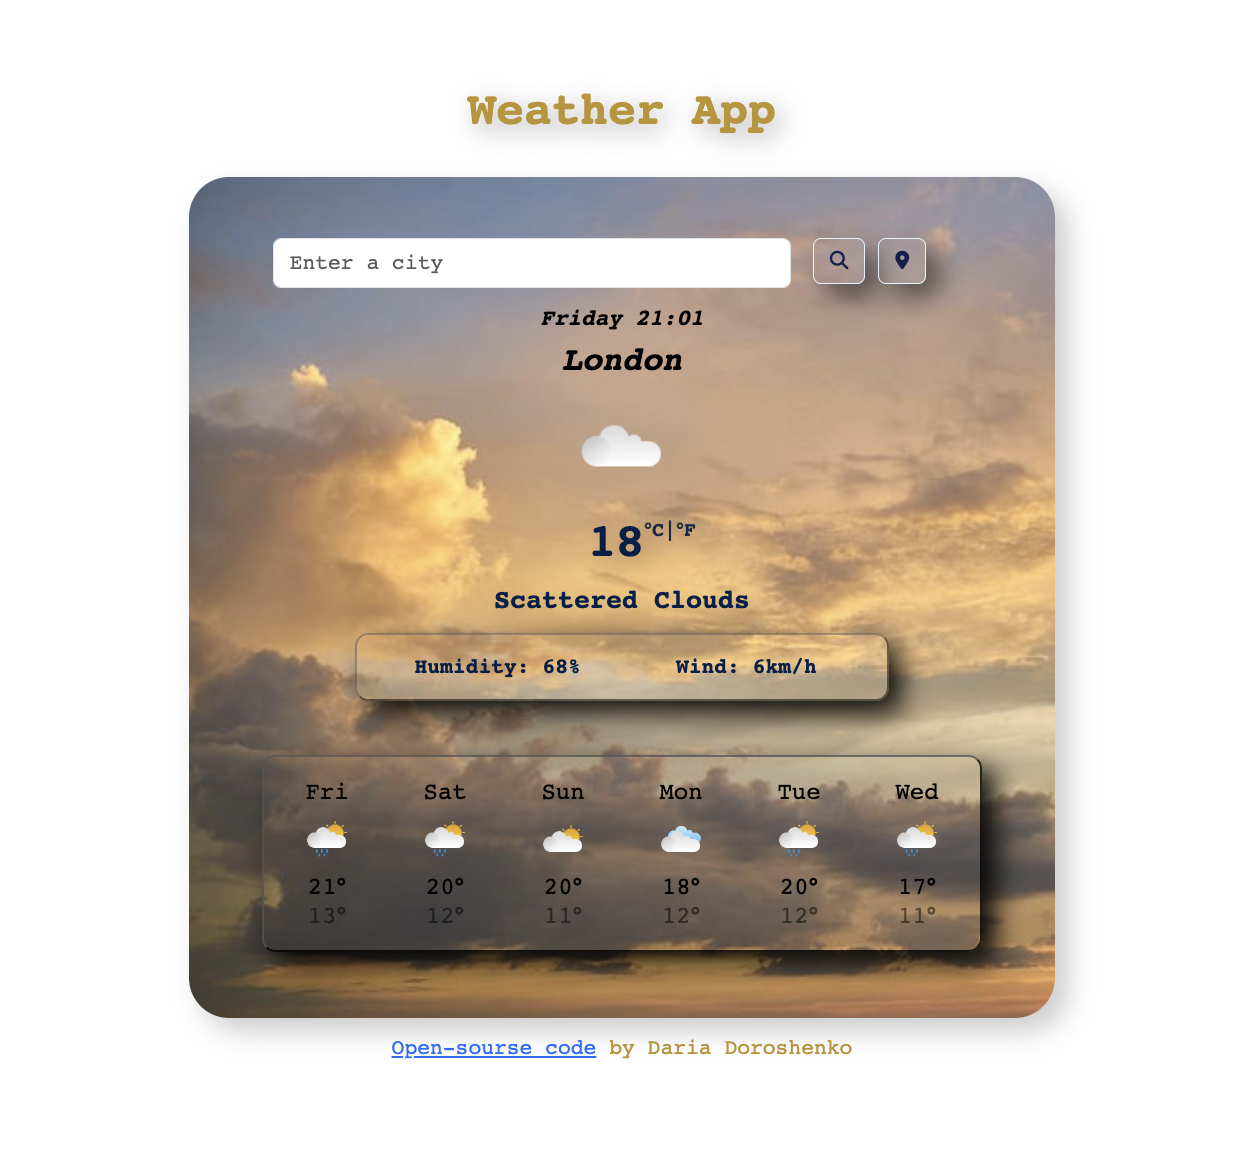 Weather App
Enter a city
Friday 21:01
London
18°C|°F
Scattered Clouds
Humidity: 68% Wind: 6km/h
Fri Sat Sun Mon Tue Wed
21° 20° 20° 18° 20° 17°
13° 12° 11° 12° 12° 11°
Open-sourse code by Daria Doroshenko